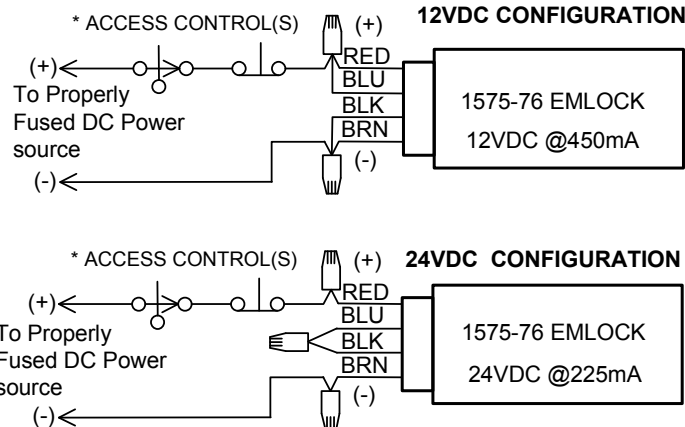 12VDC CONFIGURATION
* ACCESS CONTROL(S)
(+)
RED
BLU
BLK
BRN
(-)
(+)
To Properly
Fused DC Power
source
(-)
1575-76 EMLOCK
12VDC @450mA
24VDC CONFIGURATION
* ACCESS CONTROL(S)
(+)
RED
BLU
BLK
BRN
(-)
(+)
To Properly
Fused DC Power
source
(-)
1575-76 EMLOCK
24VDC @225mA